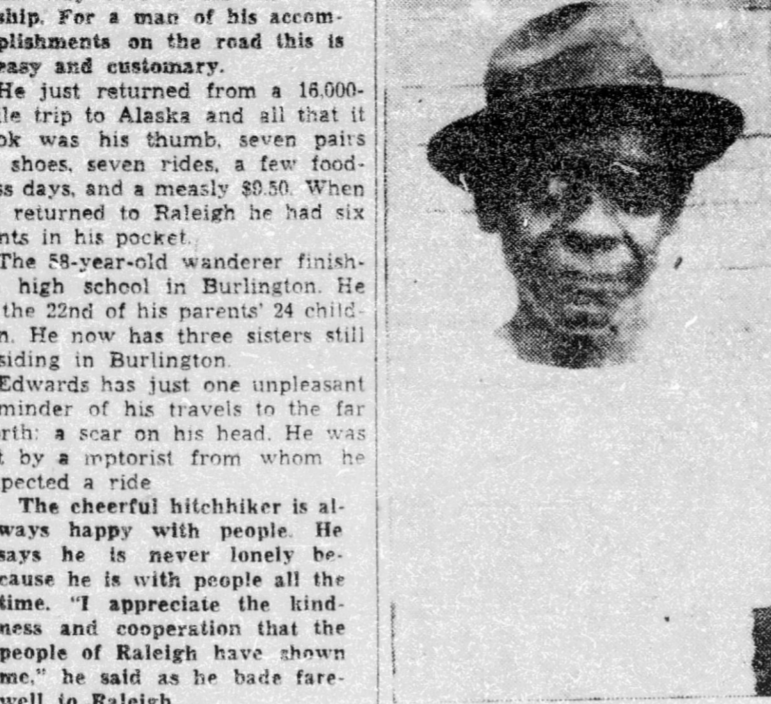 ship. For a man of his accom-
plishments on the road this is
easy and customary.
He just returned from a 16,000-
le trip to Alaska and all that it
ok was his thumb, seven pairs
shoes, seven rides, a few food-
ss days, and a measly $9.50. When
returned to Raleigh he had six
nts in his pocket.
The 58-year-old wanderer finish-
high school in Burlington. He
the 22nd of his parents' 24 child-
n. He now has three sisters still
siding in Burlington.
Edwards has just one unpleasant
minder of his travels to the far
rth: a scar on his head. He was
t by a mptorist from whom he
pected a ride
The cheerful hitchhiker is al-
ways happy with people. He
says he is never lonely be-
cause he is with people all the
time. "I appreciate the kind-
ness and cooperation that the
people of Raleigh have shown
me," he said as he bade fare-
well to Raleigh